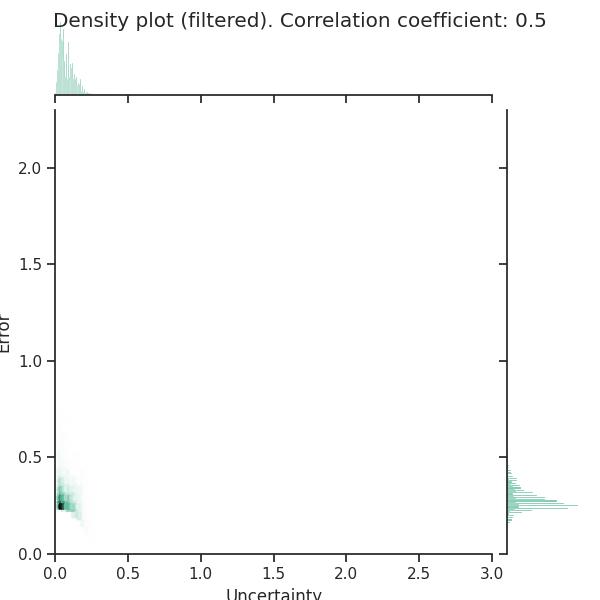 Density plot (filtered). Correlation coefficient: 0.5
2.0
1.5
1.0
0.5
0.0
Error
0.0 0.5 1.0 1.5 2.0 2.5 3.0
Uncertainty